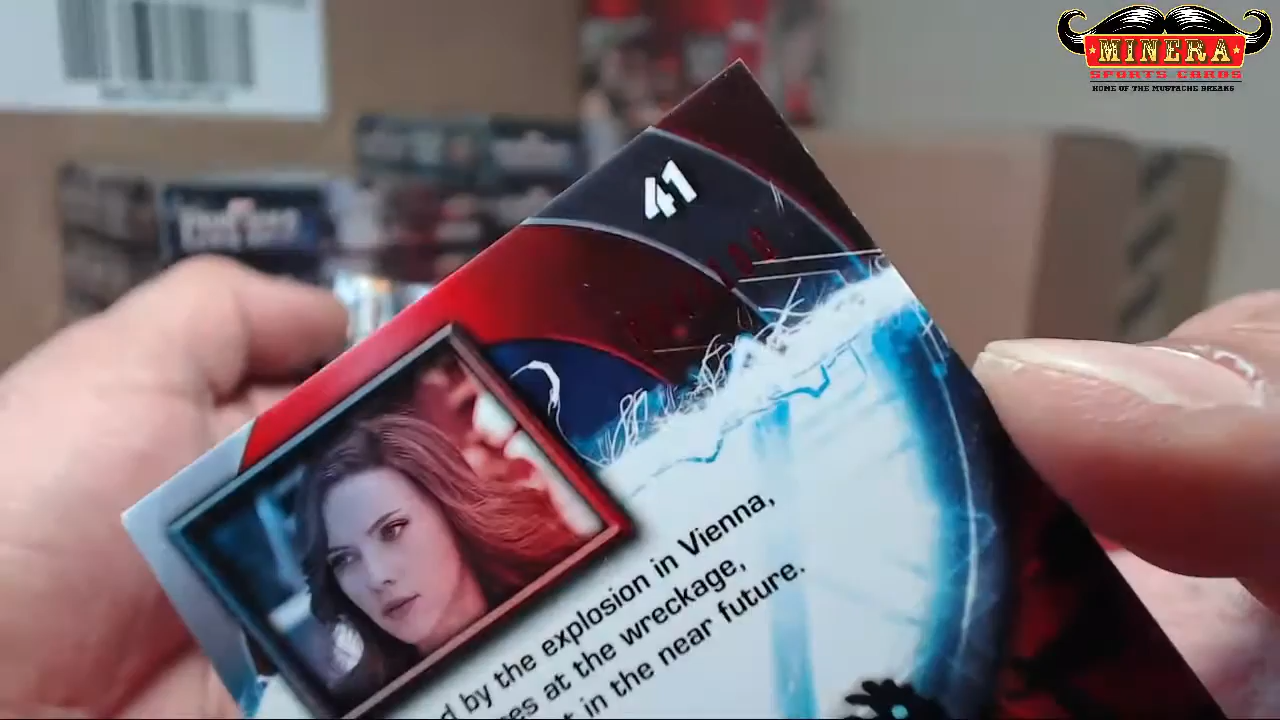 MINERA
SPORTS CARDS
HOME OF THE MUSTACHE BREAKS
41
d by the explosion in Vienna,
es at the wreckage,
t in the near future.